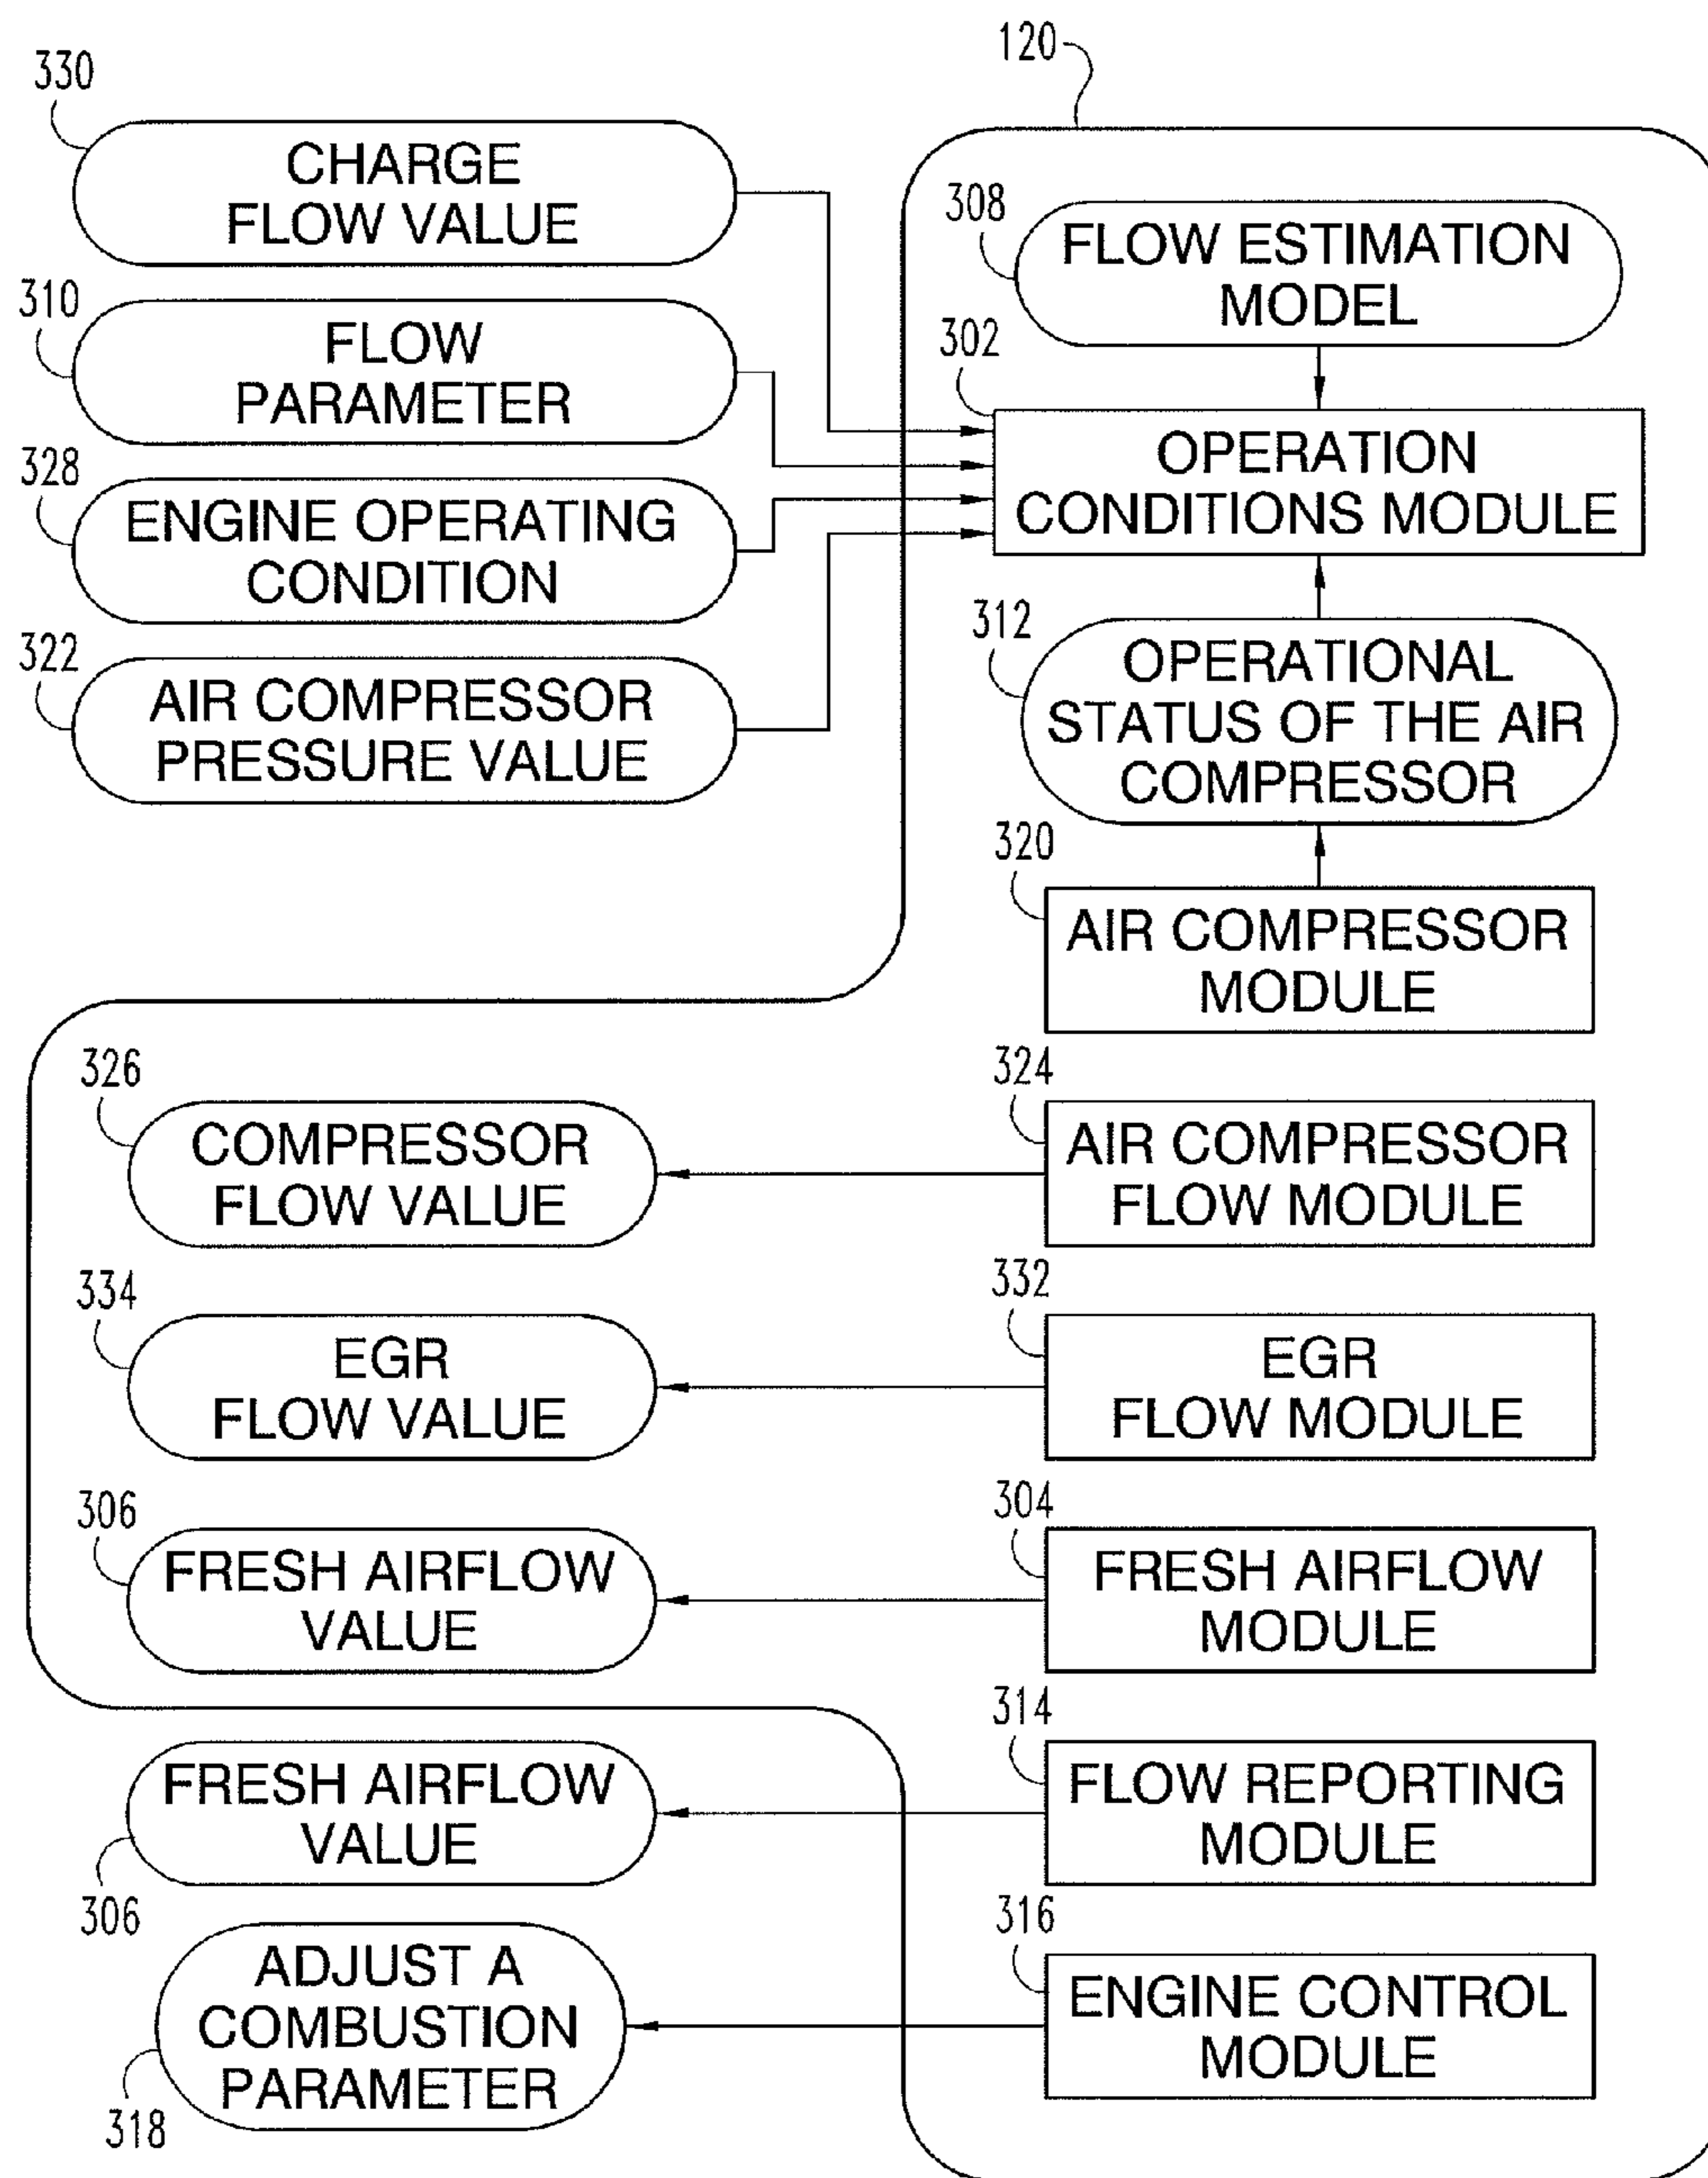 120
330
CHARGE
FLOW VALUE
308
FLOW ESTIMATION
MODEL
310
FLOW
PARAMETER
302
OPERATION
CONDITIONS MODULE
328
ENGINE OPERATING
CONDITION
312
OPERATIONAL
STATUS OF THE AIR
COMPRESSOR
322
AIR COMPRESSOR
PRESSURE VALUE
320
AIR COMPRESSOR
MODULE
326
COMPRESSOR
FLOW VALUE
324
AIR COMPRESSOR
FLOW MODULE
334
EGR
FLOW VALUE
332
EGR
FLOW MODULE
306
FRESH AIRFLOW
VALUE
304
FRESH AIRFLOW
MODULE
FRESH AIRFLOW
VALUE
306
314
FLOW REPORTING
MODULE
ADJUST A
COMBUSTION
PARAMETER
318
316
ENGINE CONTROL
MODULE